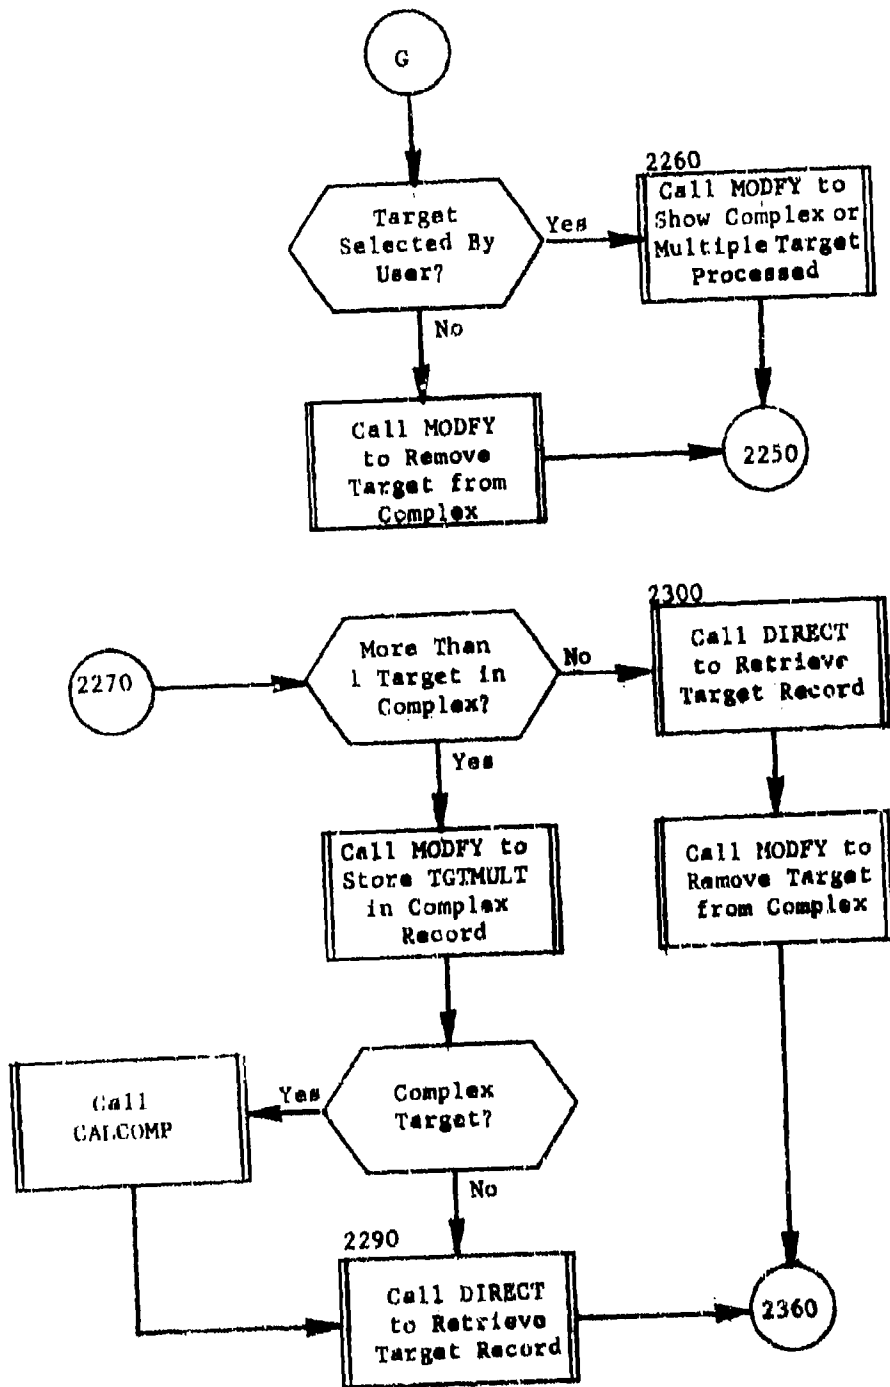 G
Target
Selected By
User?
Yes
2260
Call MODFY to
Show Complex or
Multiple Target
Processed
No
Call MODFY
to Remove
Target from
Complex
2250
2270
More Than
1 Target in
Complex?
No
2300
Call DIRECT
to Retrieve
Target Record
Yes
Call MODFY to
Store TGTMULT
in Complex
Record
Call MODFY to
Remove Target
from Complex
Call
CALCOMP
Yes
Complex
Target?
No
2290
Call DIRECT
to Retrieve
Target Record
2360